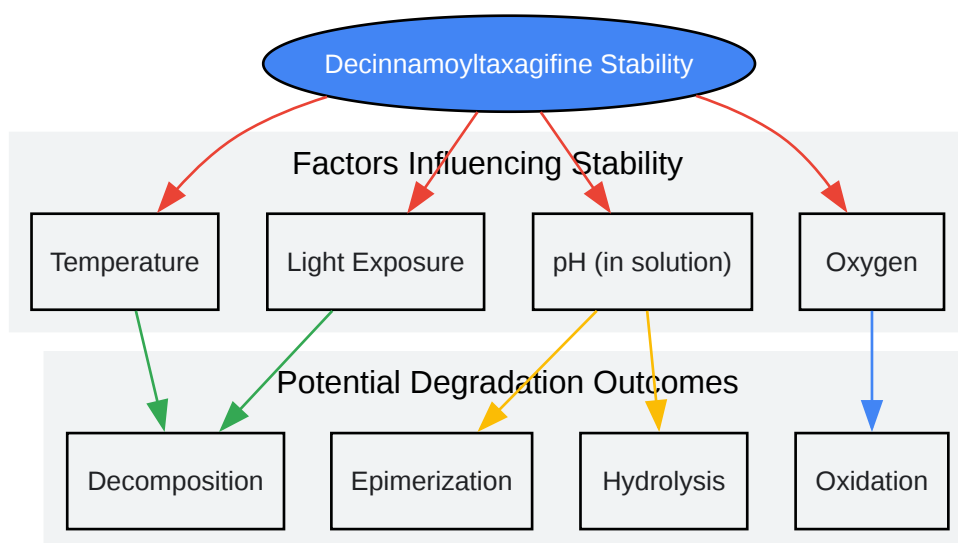 Decinnamoyltaxagifine Stability
Factors Influencing Stability
Temperature
Light Exposure
pH (in solution)
Oxygen
Potential Degradation Outcomes
Decomposition
Epimerization
Hydrolysis
Oxidation